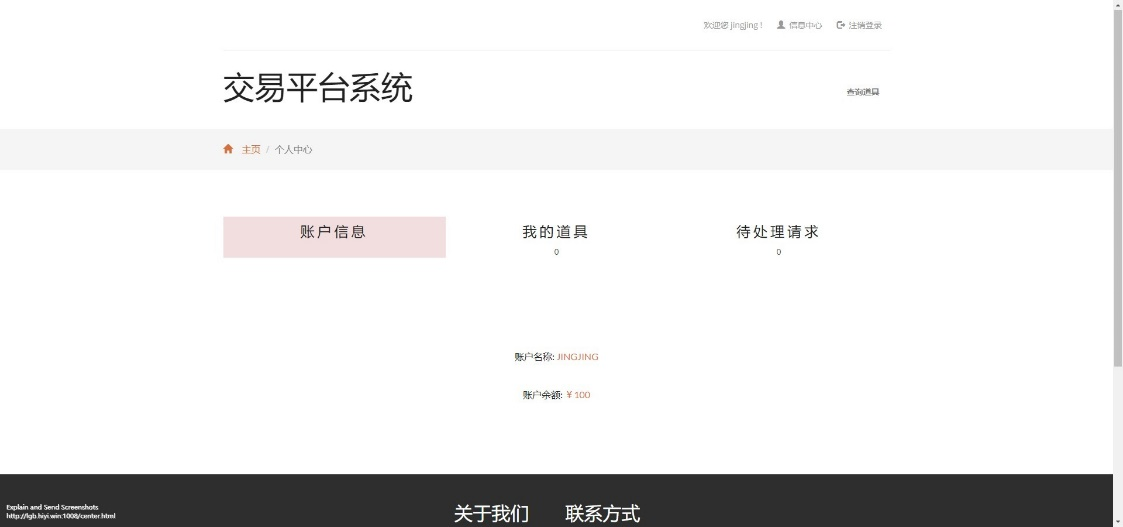 欢迎您 jingjing ! 信息中心 注销登录
交易平台系统
查询道具
主页 / 个人中心
账户信息 我的道具 待处理请求
0 0
账户名称: JINGJING
账户余额: ¥ 100
关于我们 联系方式
Explain and Send Screenshots
http://lgb.hiyi.win:1008/center.html